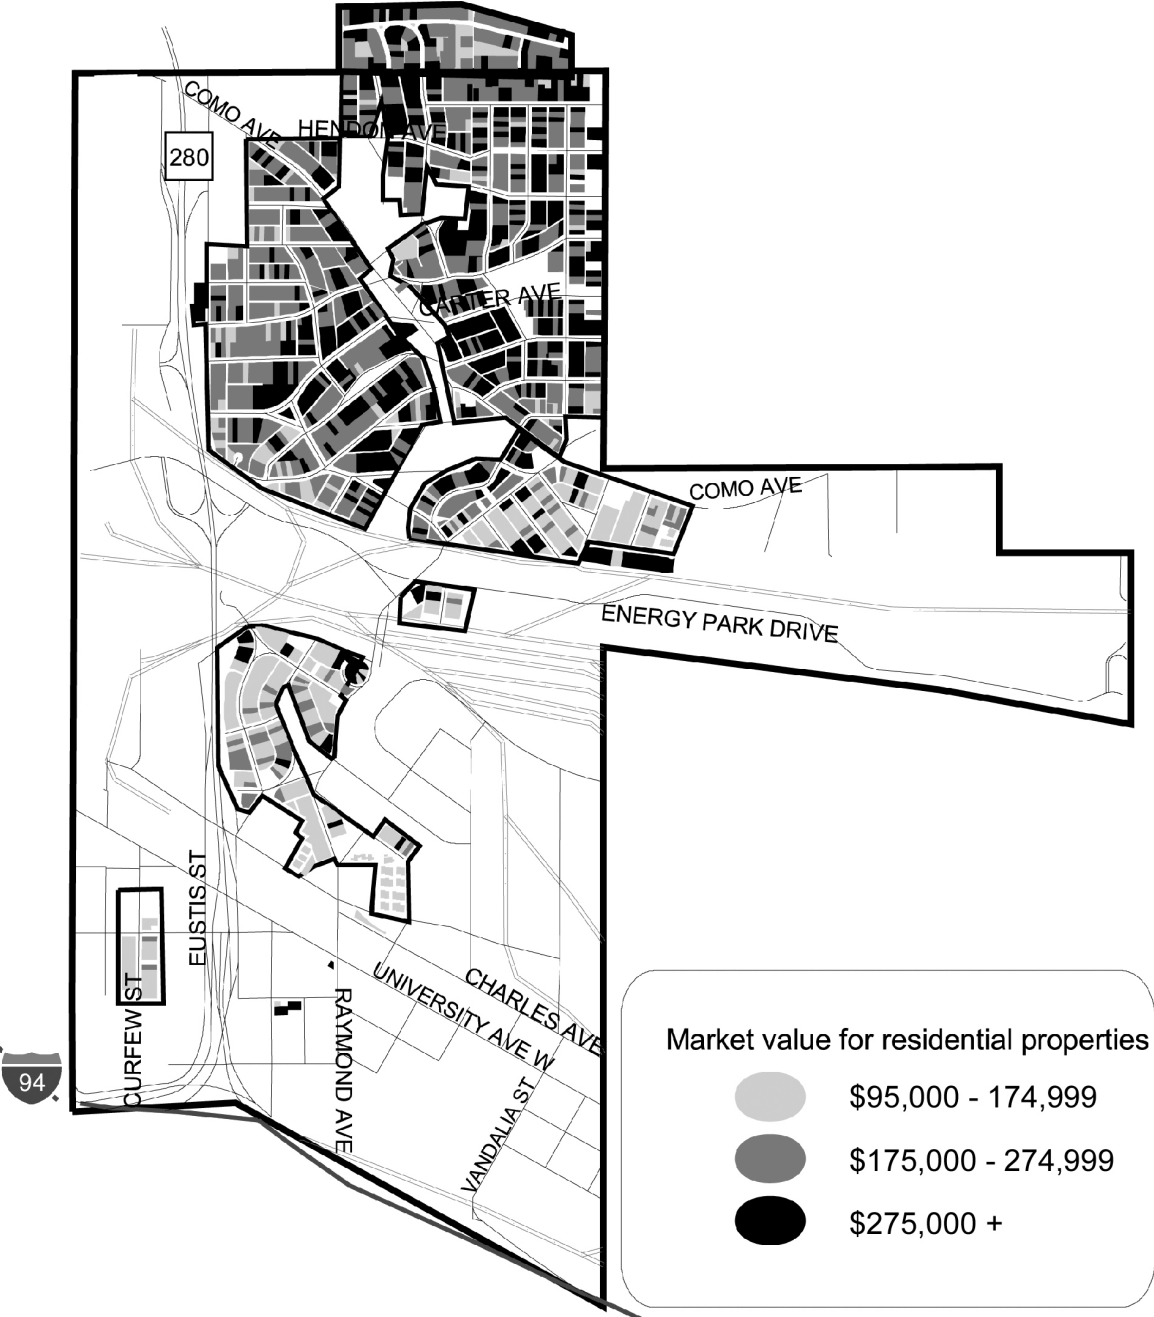 COMO AVE
HENDON AVE
280
CARTER AVE
COMO AVE
ENERGY PARK DRIVE
EUSTIS ST
CURFEW ST
RAYMOND AVE
UNIVERSITY AVE W
CHARLES AVE
VANDALIA ST
94
Market value for residential properties
$95,000 - 174,999
$175,000 - 274,999
$275,000 +